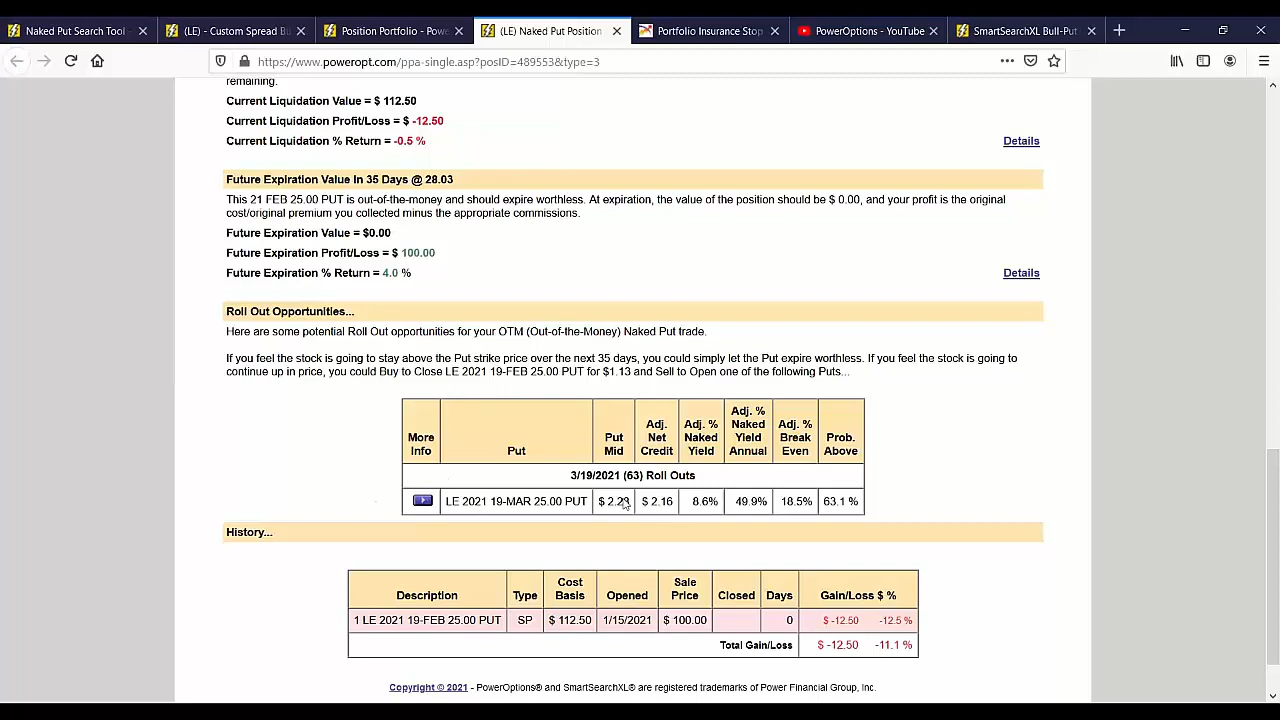 Naked Put Search Tool -
(LE) - Custom Spread Bu
Position Portfolio - Powe
(LE) Naked Put Position
Portfolio Insurance Stop
PowerOptions - YouTube
SmartSearchXL Bull-Put
https://www.poweropt.com/ppa-single.asp?posID=489553&type=3
remaining.
Current Liquidation Value = $ 112.50
Current Liquidation Profit/Loss = $ -12.50
Current Liquidation % Return = -0.5 %
Details
Future Expiration Value In 35 Days @ 28.03
This 21 FEB 25.00 PUT is out-of-the-money and should expire worthless. At expiration, the value of the position should be $ 0.00, and your profit is the original
cost/original premium you collected minus the appropriate commissions.
Future Expiration Value = $0.00
Future Expiration Profit/Loss = $ 100.00
Future Expiration % Return = 4.0 %
Details
Roll Out Opportunities...
Here are some potential Roll Out opportunities for your OTM (Out-of-the-Money) Naked Put trade.
If you feel the stock is going to stay above the Put strike price over the next 35 days, you could simply let the Put expire worthless. If you feel the stock is going to
continue up in price, you could Buy to Close LE 2021 19-FEB 25.00 PUT for $1.13 and Sell to Open one of the following Puts...
More Info Put Put Mid Adj. Net Credit Adj. % Naked Yield Adj. % Naked Yield Annual Adj. % Break Even Prob. Above
3/19/2021 (63) Roll Outs
LE 2021 19-MAR 25.00 PUT $ $ 2.16 8.6% 49.9% 18.5% 63.1 %
History...
Description Type Cost Basis Opened Sale Price Closed Days Gain/Loss $ %
1 LE 2021 19-FEB 25.00 PUT SP $ 112.50 1/15/2021 $ 100.00 0 $ -12.50 -12.5 %
Total Gain/Loss $ -12.50 -11.1 %
Copyright © 2021 - PowerOptions® and SmartSearchXL® are registered trademarks of Power Financial Group, Inc.